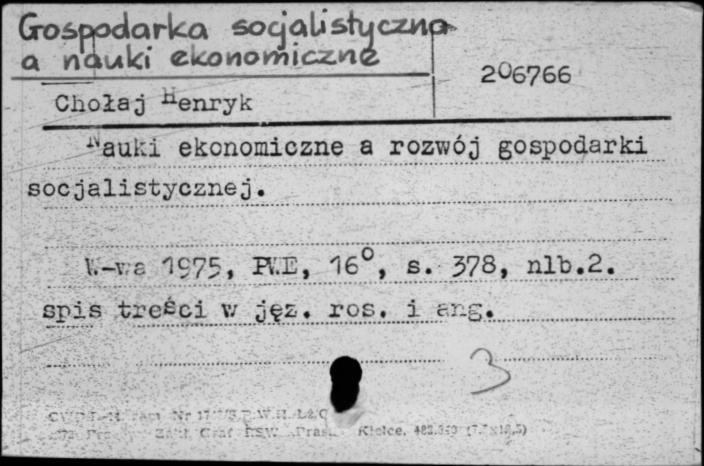 Gospodarka socjalistyczna
a nauki ekonomiczne
206766
Chołaj Henryk
Nauki ekonomiczne a rozwój gospodarki
socjalistycznej.
W-wa 1975, PWE, 16°, s. 378, nlb.2.
spis treści w jęz. ros. i ang.
3
Kielce.